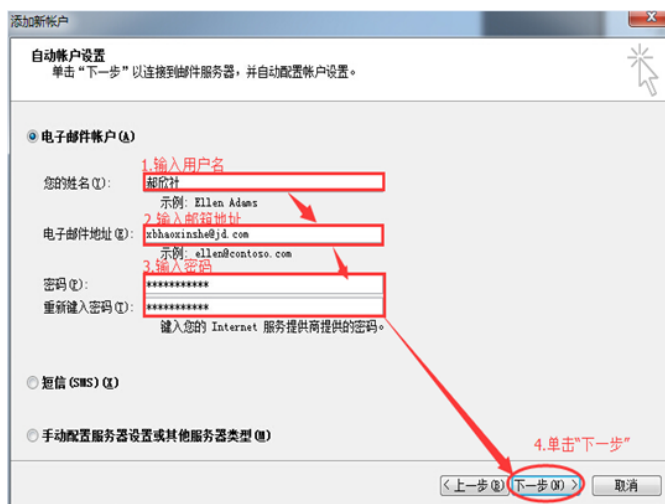 添加新帐户
自动帐户设置
单击“下一步”以连接到邮件服务器，并自动配置帐户设置。
电子邮件帐户(A)
1.输入用户名
您的姓名(Y):
郝欣社
示例: Ellen Adams
2.输入邮箱地址
电子邮件地址(E):
xbhaoxinshe@jd.com
示例: ellen@contoso.com
3.输入密码
密码(P):
***********
重新键入密码(T):
***********
键入您的 Internet 服务提供商提供的密码。
短信(SMS)(X)
手动配置服务器设置或其他服务器类型(M)
4.单击“下一步”
<上一步(B)
下一步(N) >
取消